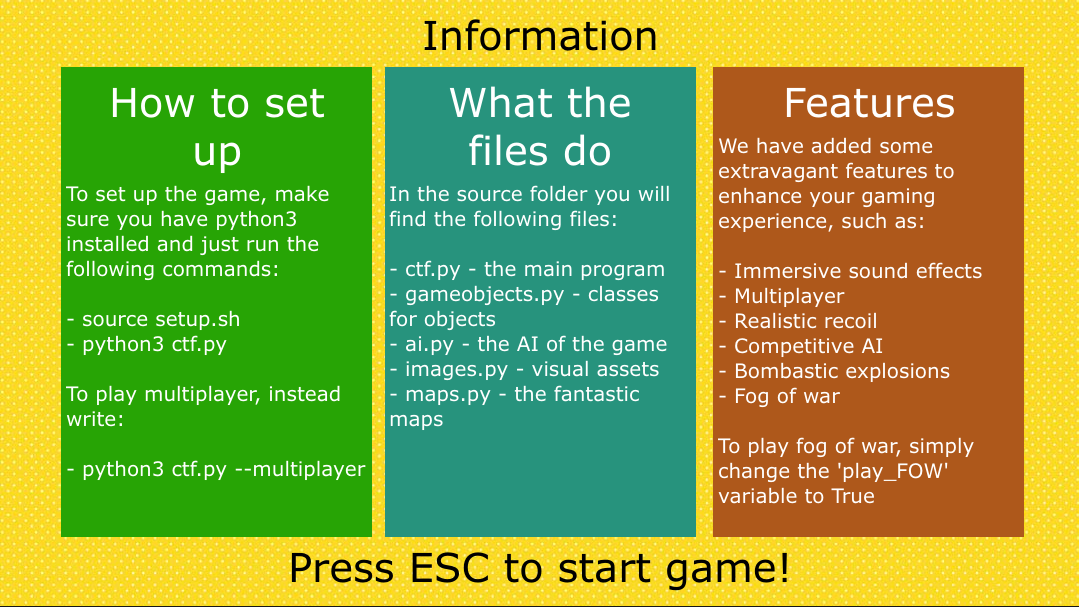 Information
How to set
up
To set up the game, make
sure you have python3
installed and just run the
following commands:
- source setup.sh
- python3 ctf.py
To play multiplayer, instead
write:
- python3 ctf.py --multiplayer
What the
files do
In the source folder you will
find the following files:
- ctf.py - the main program
- gameobjects.py - classes
for objects
- ai.py - the AI of the game
- images.py - visual assets
- maps.py - the fantastic
maps
Features
We have added some
extravagant features to
enhance your gaming
experience, such as:
- Immersive sound effects
- Multiplayer
- Realistic recoil
- Competitive AI
- Bombastic explosions
- Fog of war
To play fog of war, simply
change the 'play_FOW'
variable to True
Press ESC to start game!